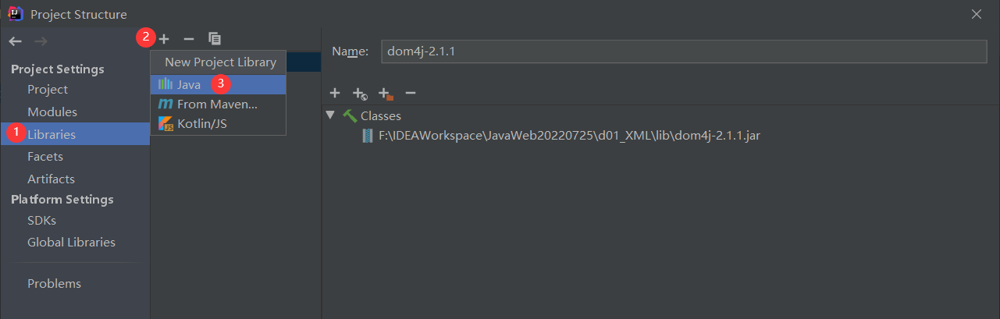 Project Structure
Project Settings
Project
Modules
1 Libraries
Facets
Artifacts
Platform Settings
SDKs
Global Libraries
Problems
2
New Project Library
Java 3
From Maven...
Kotlin/JS
Name: dom4j-2.1.1
Classes
F:\IDEAWorkspace\JavaWeb20220725\d01_XML\lib\dom4j-2.1.1.jar